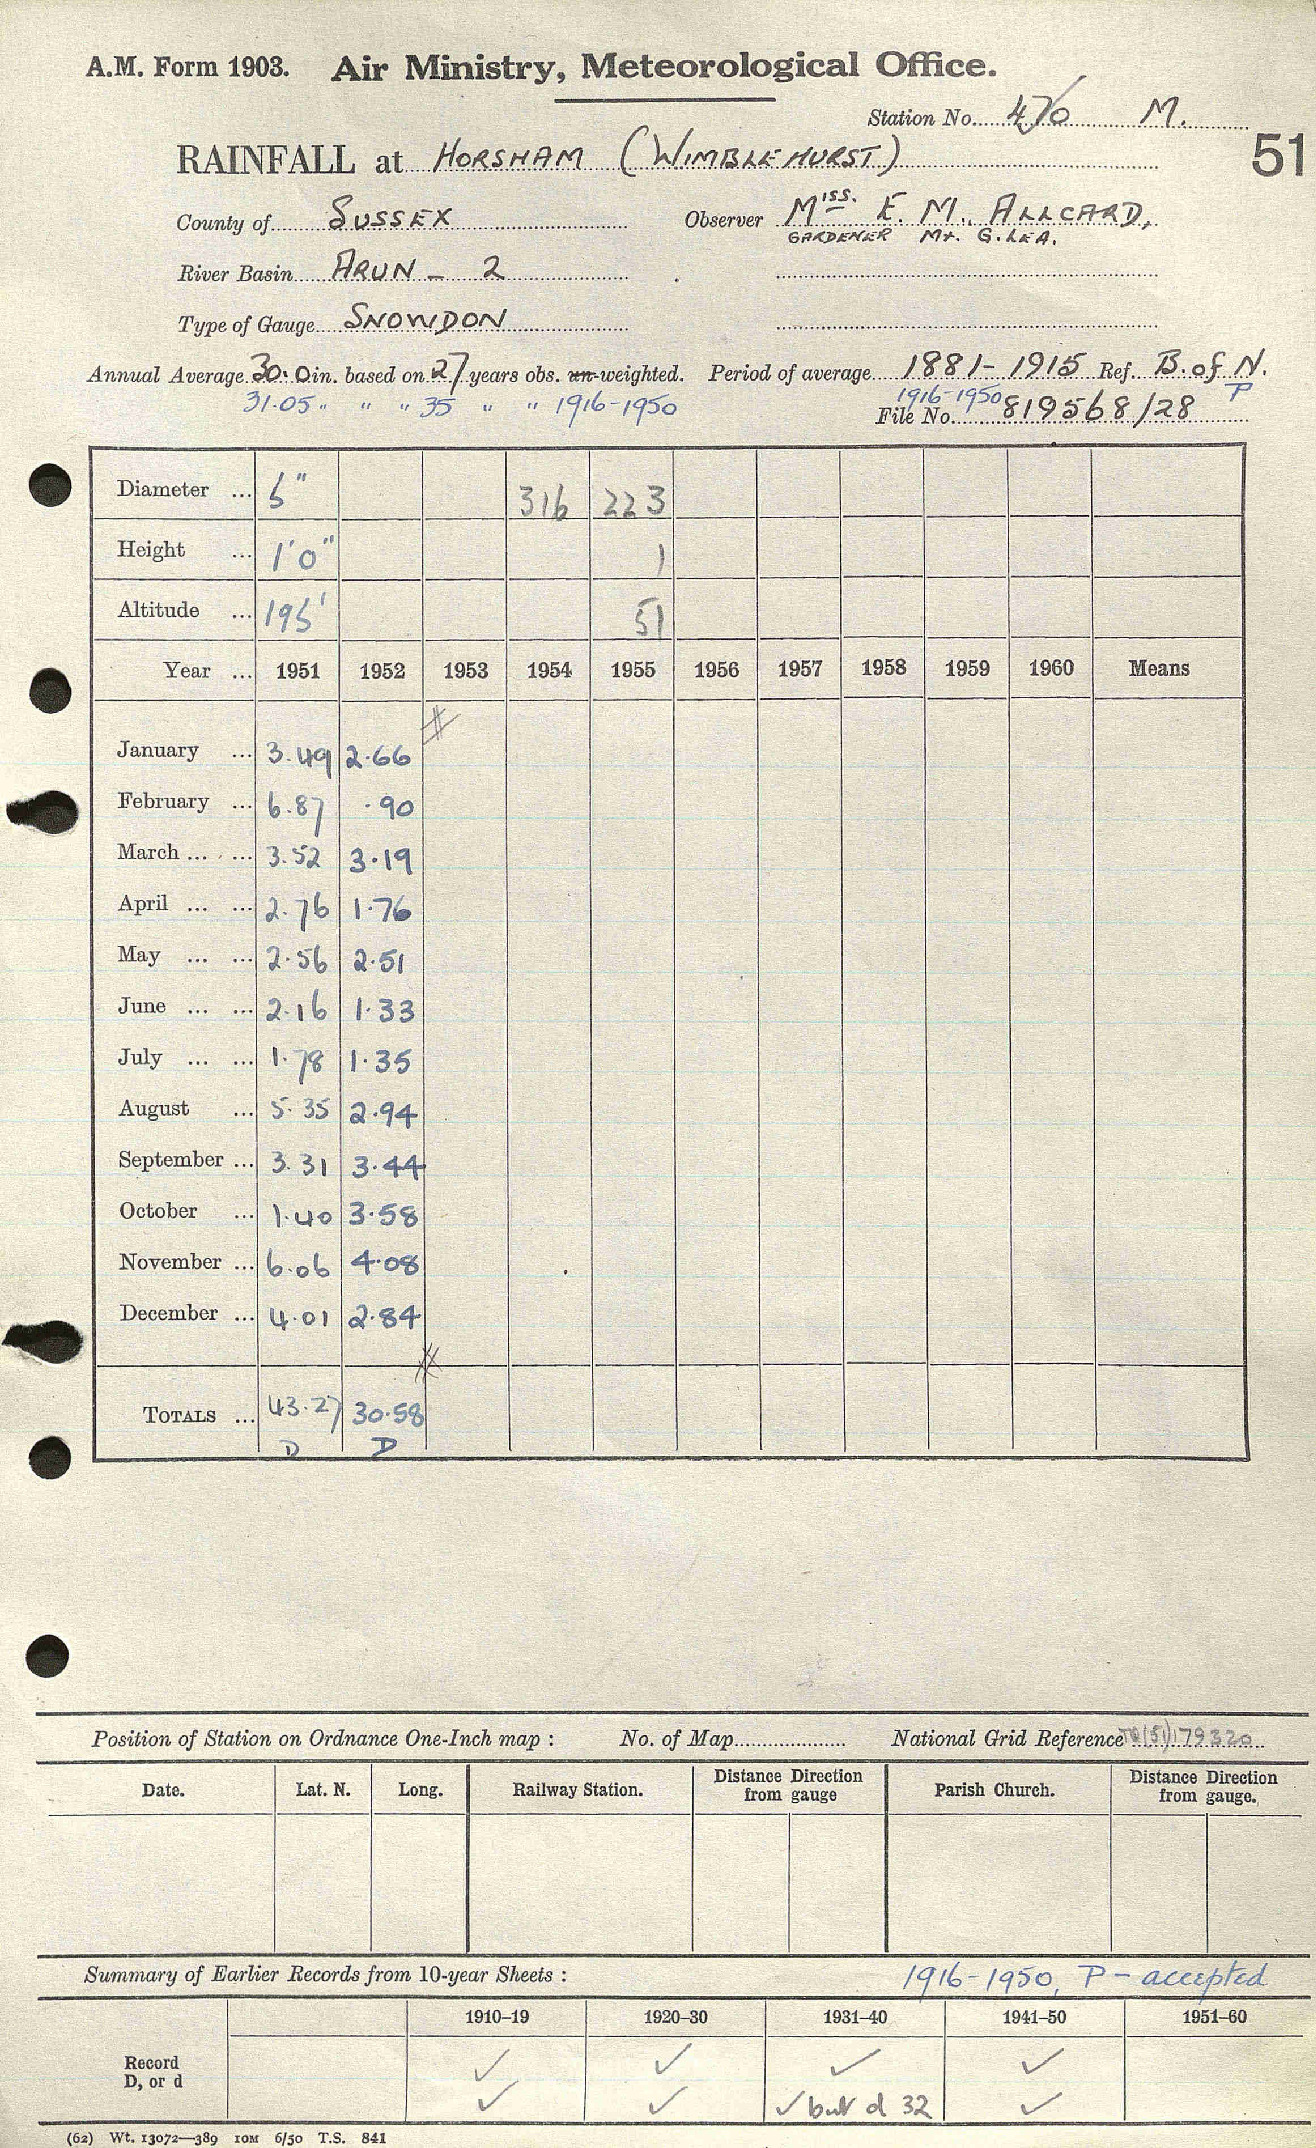 A.M. Form 1903. Air Ministry, Meteorological Office.
Station No. 470 M.
51
RAINFALL at HORSHAM (WIMBLEHURST)
County of SUSSEX Observer MISS. E. M. ALLCARD,
GARDENER Mr. G. LEA.
River Basin ARUN - 2
Type of Gauge SNOWDON
Annual Average 30.0 in. based on 27 years obs. un-weighted. Period of average 1881-1915 Ref. B. of N.
31.05 " " " 35 " " 1916-1950 1916-1950 P
File No. 819568/28
Diameter ... 5" 316 223
Height ... 1'0" 1
Altitude ... 195' 51
Year ... 1951 1952 1953 1954 1955 1956 1957 1958 1959 1960 Means
January ... 3.49 2.66
February ... 6.87 .90
March ... ... 3.52 3.19
April ... ... 2.76 1.76
May ... ... 2.56 2.51
June ... ... 2.16 1.33
July ... ... 1.78 1.35
August ... 5.35 2.94
September ... 3.31 3.44
October ... 1.40 3.58
November ... 6.06 4.08
December ... 4.01 2.84
TOTALS ... 43.27 30.58
D D
Position of Station on Ordnance One-Inch map : No. of Map National Grid Reference TQ(51)179320
Date. Lat. N. Long. Railway Station. Distance Direction from gauge Parish Church. Distance Direction from gauge.
Summary of Earlier Records from 10-year Sheets : 1916-1950, P - accepted
1910-19 1920-30 1931-40 1941-50 1951-60
Record ✓ ✓ ✓ ✓
D, or d ✓ ✓ ✓ but d 32 ✓
(62) Wt. 13072—389 10M 6/50 T.S. 841